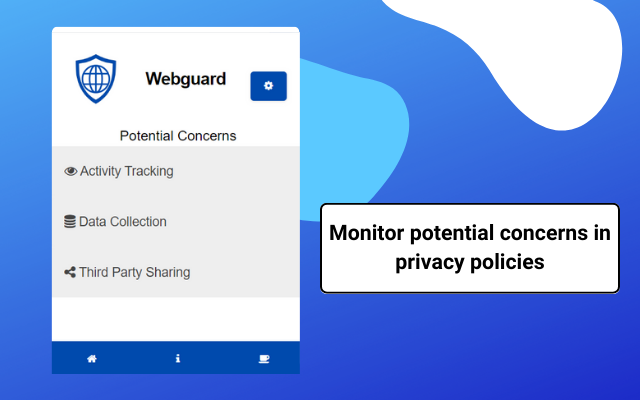 Webguard
Potential Concerns
Activity Tracking
Data Collection
Third Party Sharing
Monitor potential concerns in
privacy policies